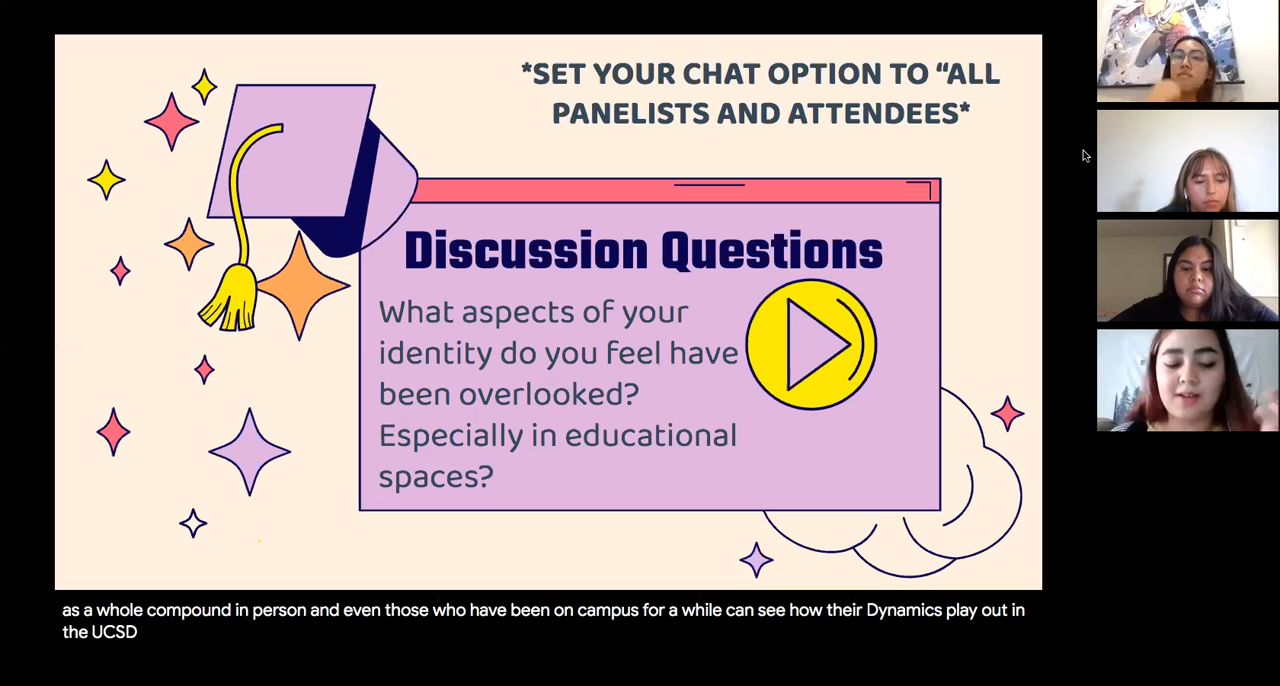 *SET YOUR CHAT OPTION TO “ALL
PANELISTS AND ATTENDEES*
Discussion Questions
What aspects of your
identity do you feel have
been overlooked?
Especially in educational
spaces?
as a whole compound in person and even those who have been on campus for a while can see how their Dynamics play out in
the UCSD